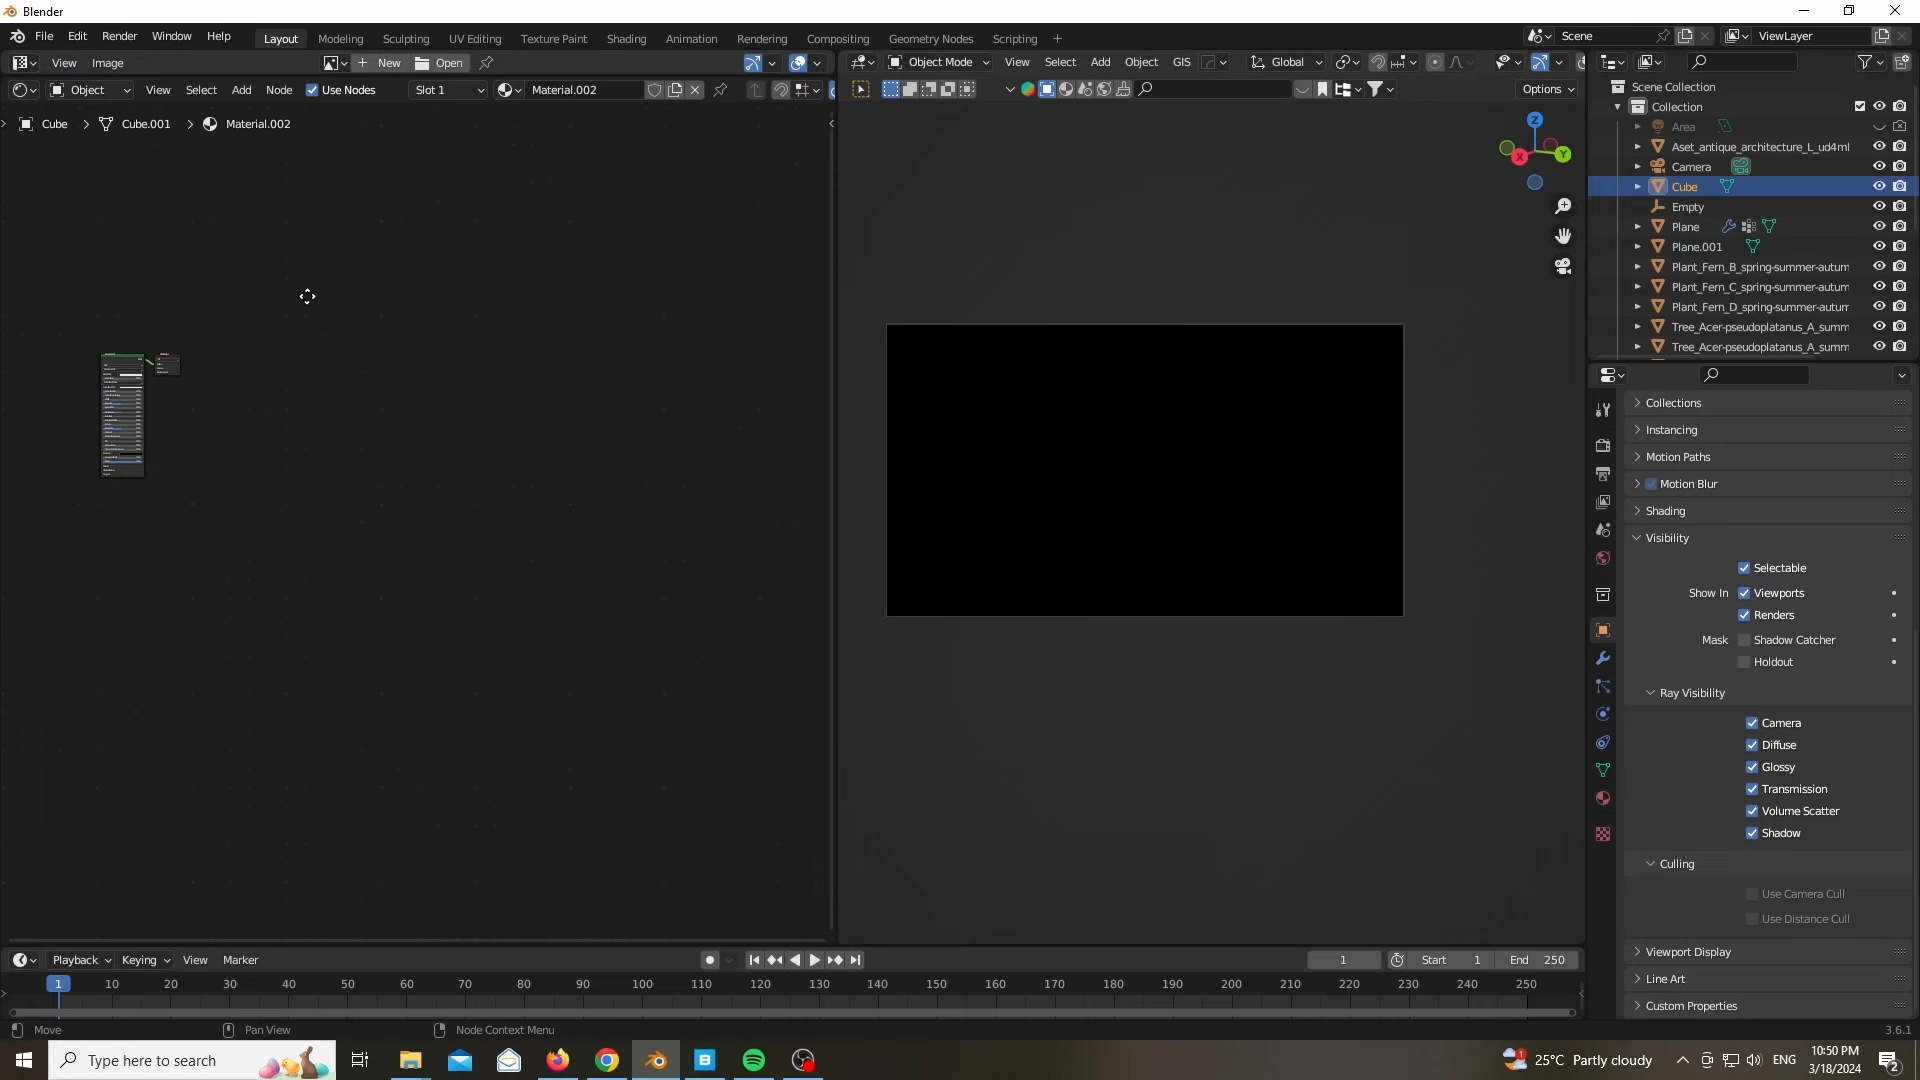 Blender
File Edit Render Window Help Layout Modeling Sculpting UV Editing Texture Paint Shading Animation Rendering Compositing Geometry Nodes Scripting + Scene ViewLayer
View Image New Open Object Mode View Select Add Object GIS Global
Object View Select Add Node Use Nodes Slot 1 Material.002 Options
Cube > Cube.001 > Material.002
Z
X
Y
Scene Collection
Collection
Area
Aset_antique_architecture_L_ud4ml
Camera
Cube
Empty
Plane
Plane.001
Plant_Fern_B_spring-summer-autum
Plant_Fern_C_spring-summer-autum
Plant_Fern_D_spring-summer-autum
Tree_Acer-pseudoplatanus_A_summ
Tree_Acer-pseudoplatanus_A_summ
Collections
Instancing
Motion Paths
Motion Blur
Shading
Visibility
Selectable
Show In Viewports
Renders
Mask Shadow Catcher
Holdout
Ray Visibility
Camera
Diffuse
Glossy
Transmission
Volume Scatter
Shadow
Culling
Use Camera Cull
Use Distance Cull
Viewport Display
Line Art
Custom Properties
Playback Keying View Marker 1 Start 1 End 250
1 10 20 30 40 50 60 70 80 90 100 110 120 130 140 150 160 170 180 190 200 210 220 230 240 250
Move Pan View Node Context Menu 3.6.1
Type here to search 25°C Partly cloudy ENG 10:50 PM
3/18/2024 2